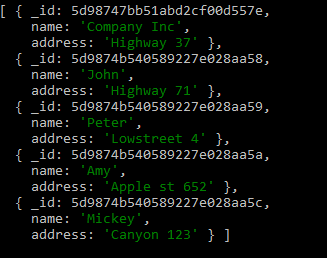 [ { _id: 5d98747bb51abd2cf00d557e,
name: 'Company Inc',
address: 'Highway 37' },
{ _id: 5d9874b540589227e028aa58,
name: 'John',
address: 'Highway 71' },
{ _id: 5d9874b540589227e028aa59,
name: 'Peter',
address: 'Lowstreet 4' },
{ _id: 5d9874b540589227e028aa5a,
name: 'Amy',
address: 'Apple st 652' },
{ _id: 5d9874b540589227e028aa5c,
name: 'Mickey',
address: 'Canyon 123' } ]